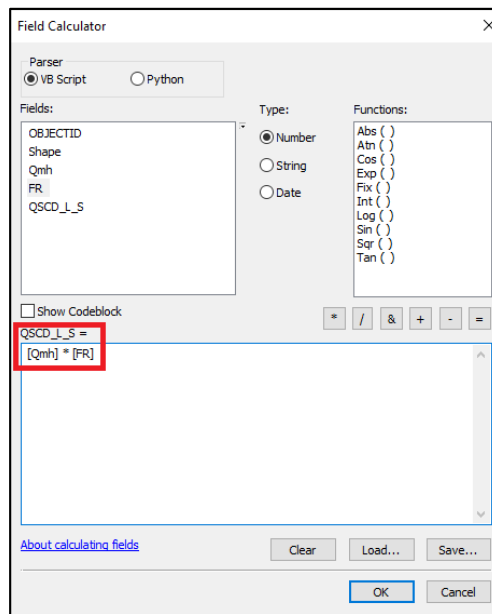 Field Calculator
Parser
VB Script Python
Fields: Type: Functions:
OBJECTID
Shape
Qmh
FR
QSCD_L_S
Number
String
Date
Abs ( )
Atn ( )
Cos ( )
Exp ( )
Fix ( )
Int ( )
Log ( )
Sin ( )
Sqr ( )
Tan ( )
Show Codeblock
* / & + - =
QSCD_L_S =
[Qmh] * [FR]
About calculating fields
Clear Load... Save...
OK Cancel